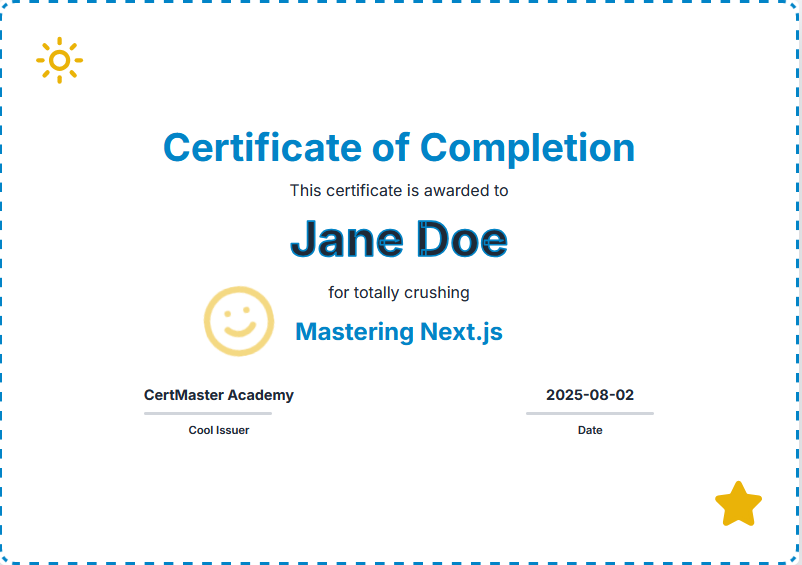 Certificate of Completion
This certificate is awarded to
Jane Doe
for totally crushing
Mastering Next.js
CertMaster Academy
2025-08-02
Cool Issuer
Date